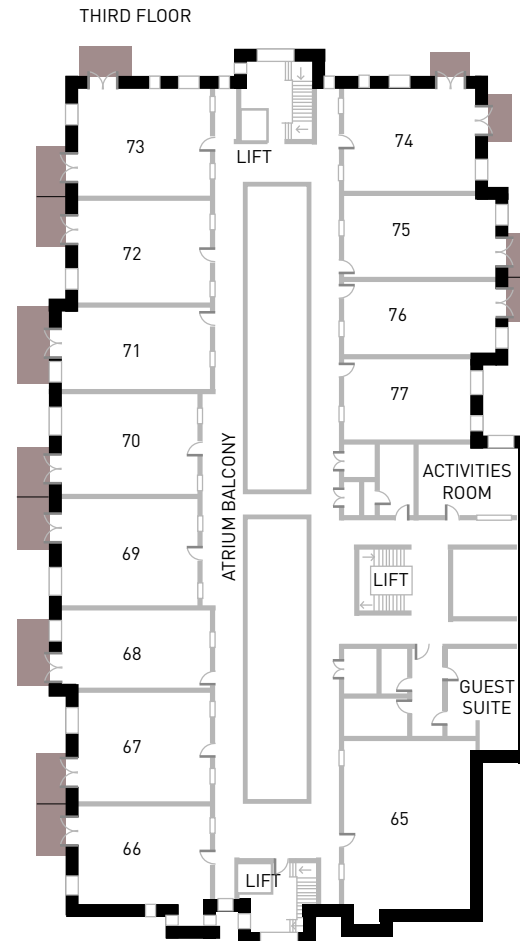 THIRD FLOOR
LIFT
73
74
72
75
71
76
70
77
ATRIUM BALCONY
ACTIVITIES
ROOM
69
LIFT
68
GUEST
SUITE
67
66
65
LIFT